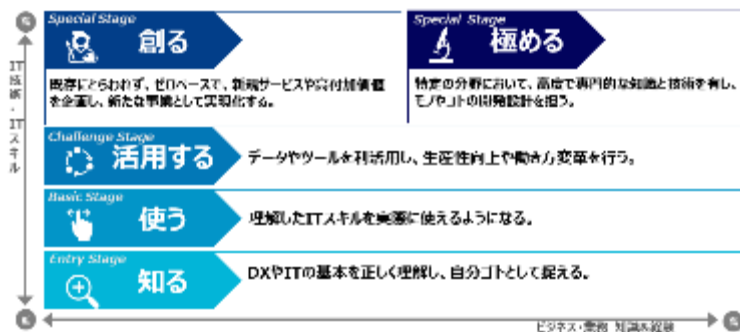 Special Stage
創る
既存にとらわれず、ゼロベースで、新規サービスや高付加価値
を企画し、新たな事業として実現化する。
Special Stage
極める
特定の分野において、高度で専門的な知識と技術を有し、
モノやコトの開発設計を担う。
IT技術・ITスキル
Challenge Stage
活用する
データやツールを利活用し、生産性向上や働き方変革を行う。
Basic Stage
使う
理解したITスキルを実際に使えるようになる。
Entry Stage
知る
DXやITの基本を正しく理解し、自分ゴトとして捉える。
ビジネス・業務 知識&経験